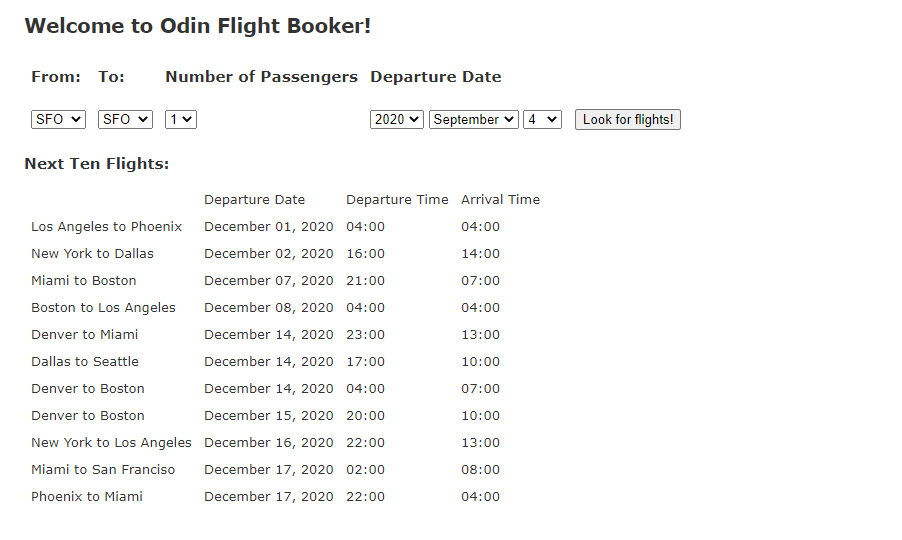 Welcome to Odin Flight Booker!
From: To: Number of Passengers Departure Date
SFO SFO 1 2020 September 4 Look for flights!
Next Ten Flights:
Departure Date Departure Time Arrival Time
Los Angeles to Phoenix December 01, 2020 04:00 04:00
New York to Dallas December 02, 2020 16:00 14:00
Miami to Boston December 07, 2020 21:00 07:00
Boston to Los Angeles December 08, 2020 04:00 04:00
Denver to Miami December 14, 2020 23:00 13:00
Dallas to Seattle December 14, 2020 17:00 10:00
Denver to Boston December 14, 2020 04:00 07:00
Denver to Boston December 15, 2020 20:00 10:00
New York to Los Angeles December 16, 2020 22:00 13:00
Miami to San Franciso December 17, 2020 02:00 08:00
Phoenix to Miami December 17, 2020 22:00 04:00